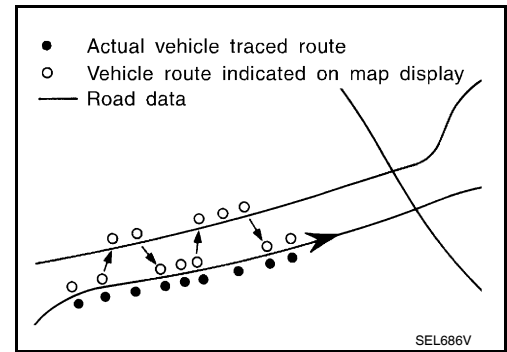 Actual vehicle traced route
Vehicle route indicated on map display
Road data
SEL686V